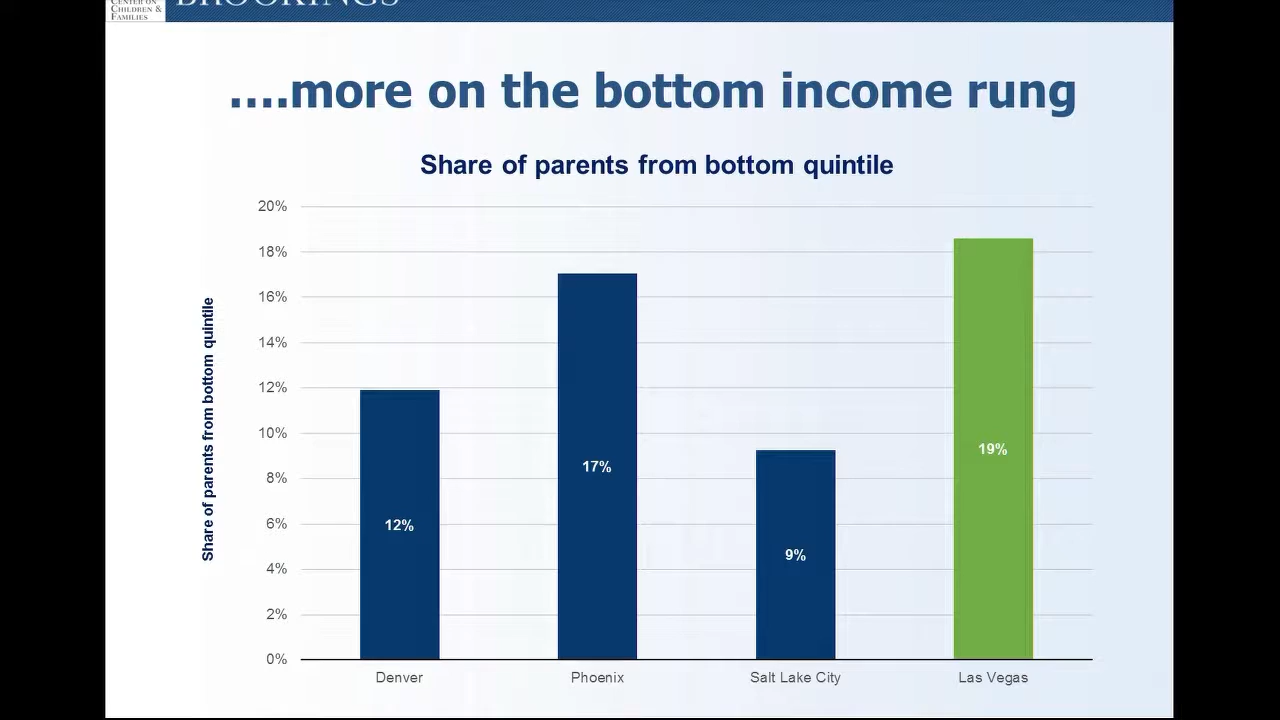 CENTER ON
CHILDREN &
FAMILIES
BROOKINGS
....more on the bottom income rung
Share of parents from bottom quintile
Share of parents from bottom quintile
20%
18%
16%
14%
12%
10%
8%
6%
4%
2%
0%
12%
17%
9%
19%
Denver
Phoenix
Salt Lake City
Las Vegas